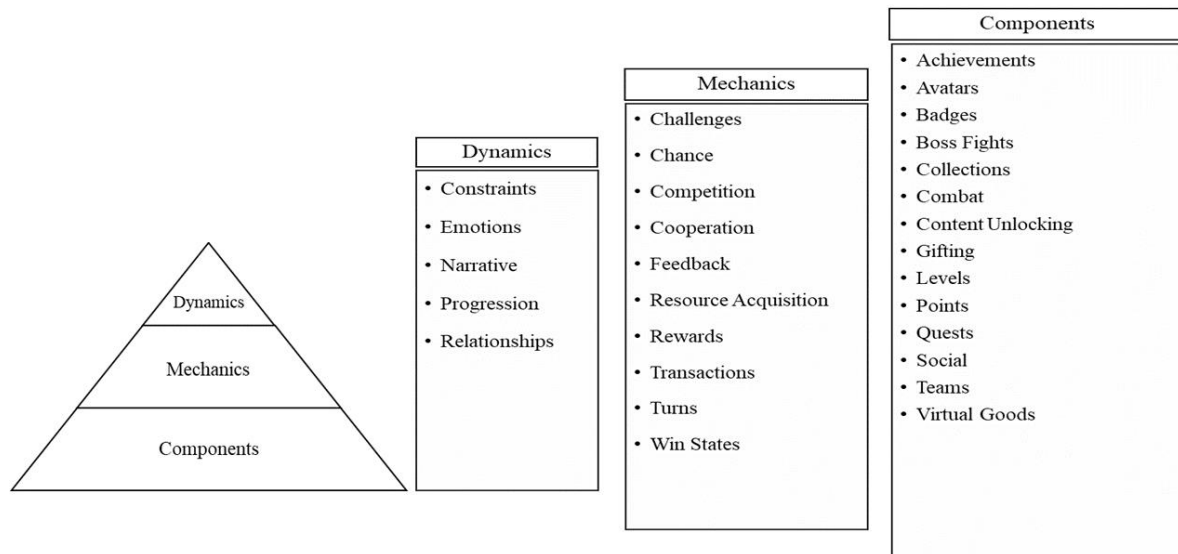 Dynamics
Mechanics
Components
Dynamics
• Constraints
• Emotions
• Narrative
• Progression
• Relationships
Mechanics
• Challenges
• Chance
• Competition
• Cooperation
• Feedback
• Resource Acquisition
• Rewards
• Transactions
• Turns
• Win States
Components
• Achievements
• Avatars
• Badges
• Boss Fights
• Collections
• Combat
• Content Unlocking
• Gifting
• Levels
• Points
• Quests
• Social
• Teams
• Virtual Goods